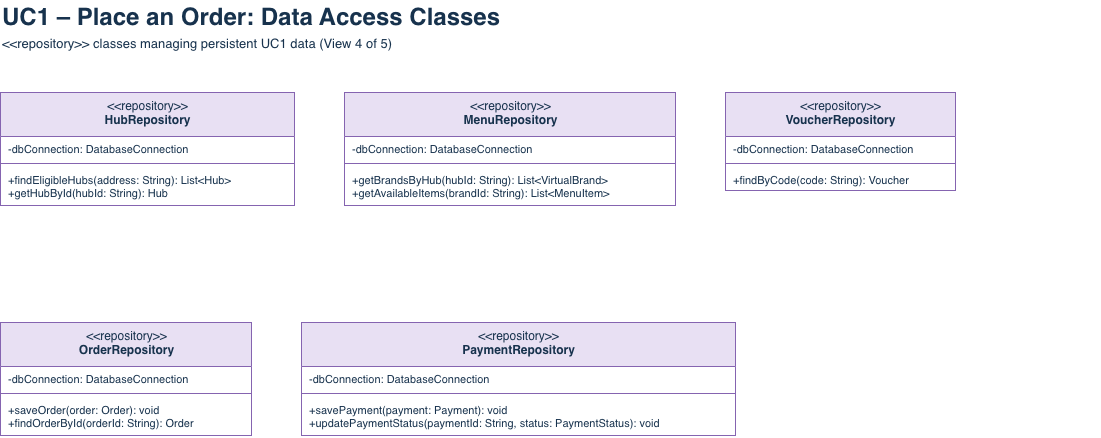 UC1 – Place an Order: Data Access Classes
<<repository>> classes managing persistent UC1 data (View 4 of 5)
<<repository>>
HubRepository
-dbConnection: DatabaseConnection
+findEligibleHubs(address: String): List<Hub>
+getHubById(hubId: String): Hub
<<repository>>
MenuRepository
-dbConnection: DatabaseConnection
+getBrandsByHub(hubId: String): List<VirtualBrand>
+getAvailableItems(brandId: String): List<MenuItem>
<<repository>>
VoucherRepository
-dbConnection: DatabaseConnection
+findByCode(code: String): Voucher
<<repository>>
OrderRepository
-dbConnection: DatabaseConnection
+saveOrder(order: Order): void
+findOrderById(orderId: String): Order
<<repository>>
PaymentRepository
-dbConnection: DatabaseConnection
+savePayment(payment: Payment): void
+updatePaymentStatus(paymentId: String, status: PaymentStatus): void